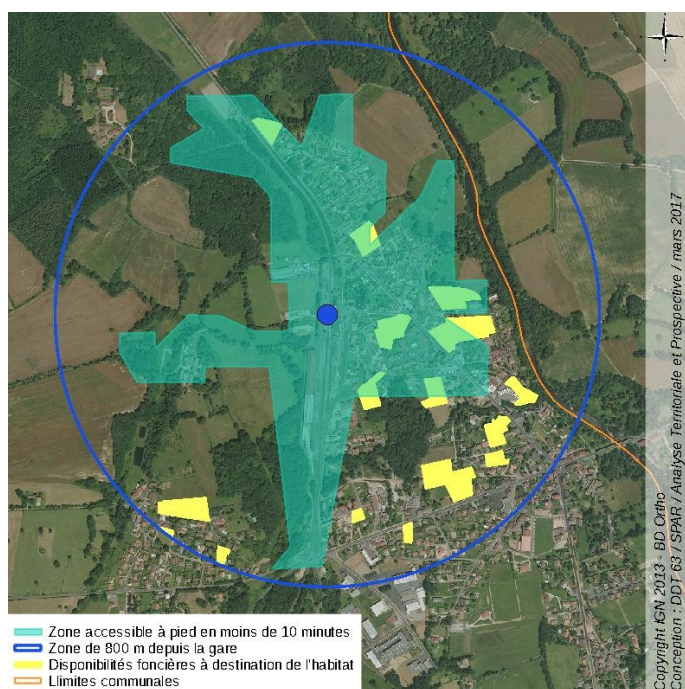 Zone accessible à pied en moins de 10 minutes
Zone de 800 m depuis la gare
Disponibilités foncières à destination de l'habitat
Llimites communales
Copyright IGN 2013 - BD Ortho
Conception : DDT 63 / SPAR / Analyse Territoriale et Prospective / mars 2017